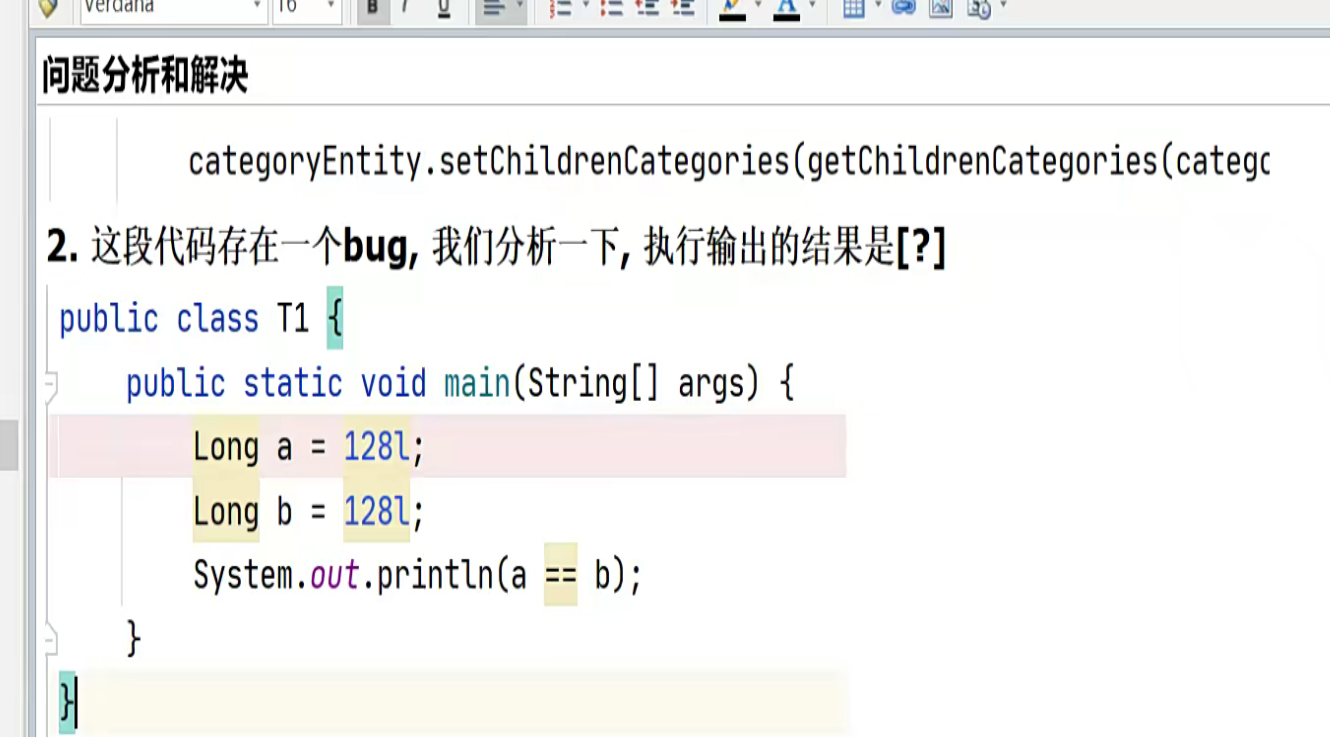 Verdana 16 B I U A
问题分析和解决
categoryEntity.setChildrenCategories(getChildrenCategories(catego
2. 这段代码存在一个bug, 我们分析一下, 执行输出的结果是[?]
public class T1 {
public static void main(String[] args) {
Long a = 128l;
Long b = 128l;
System.out.println(a == b);
}
}